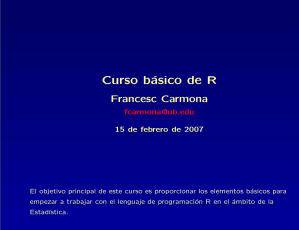 Curso básico de R
Francesc Carmona
fcarmona@ub.edu
15 de febrero de 2007
El objetivo principal de este curso es proporcionar los elementos básicos para
empezar a trabajar con el lenguaje de programación R en el ámbito de la
Estadística.